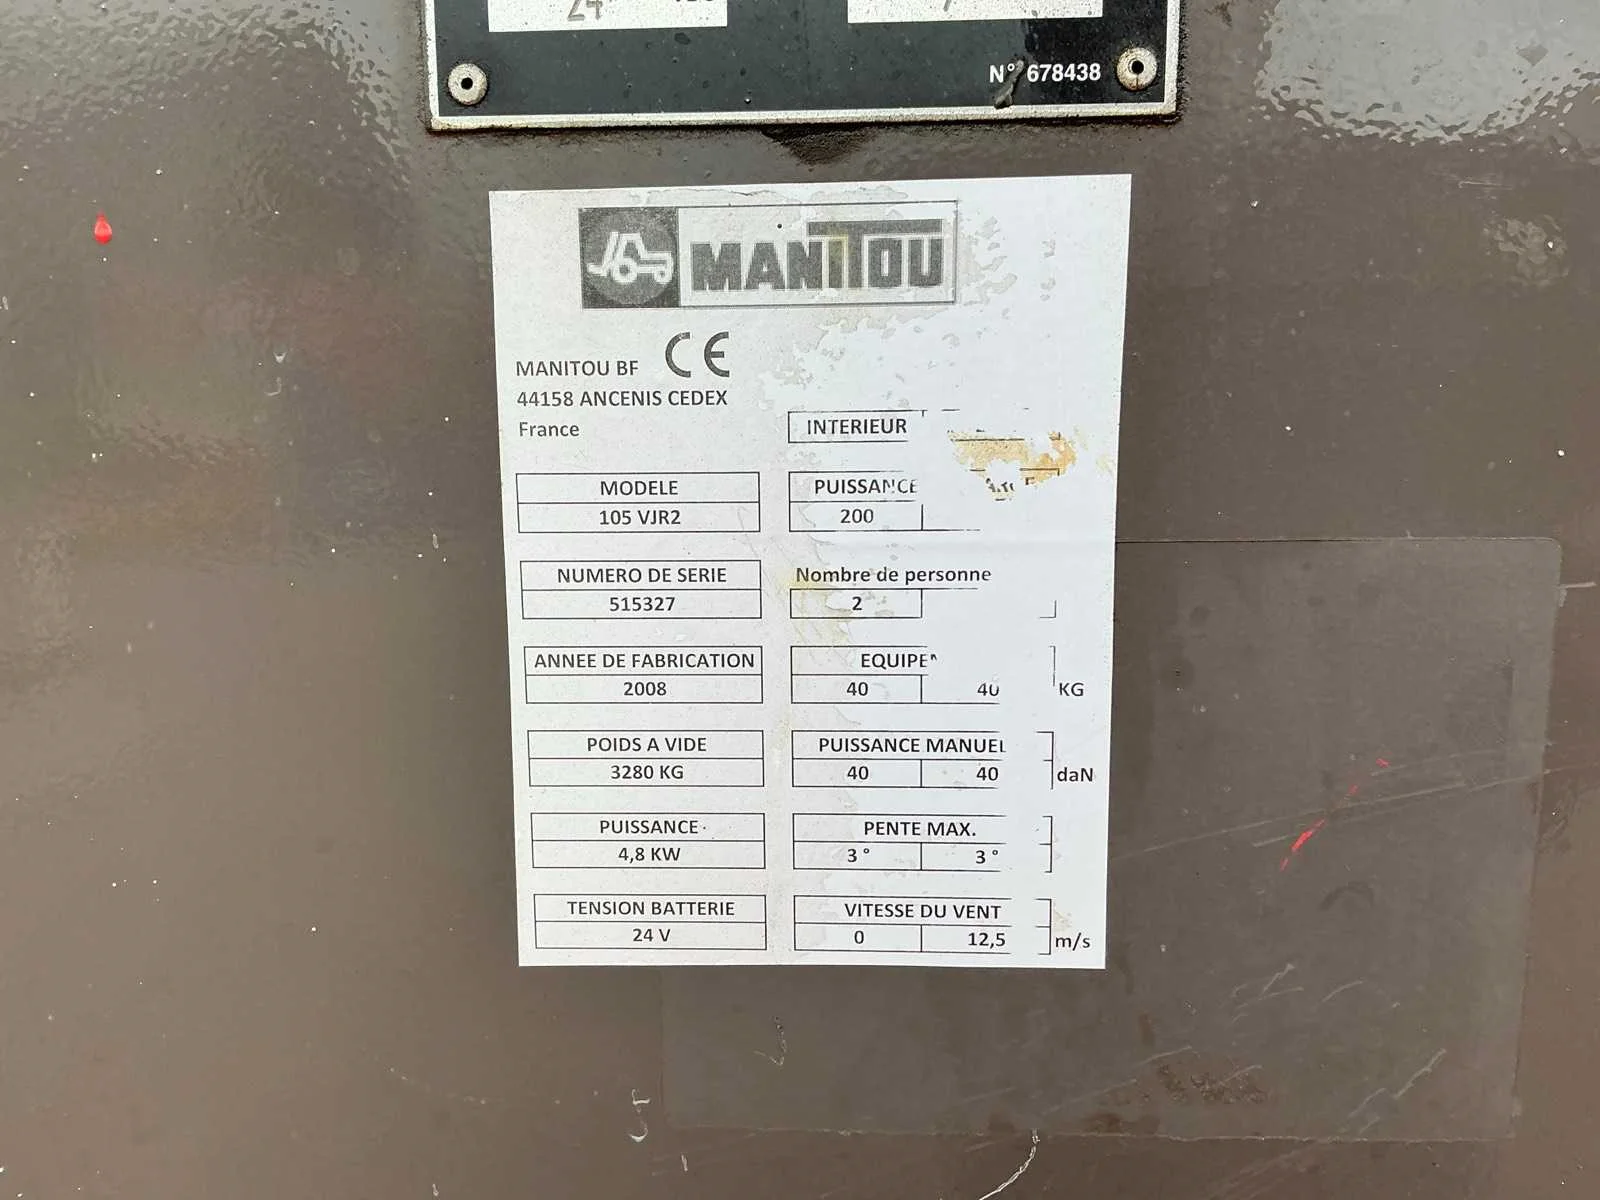 24
N° 678438
MANITOU
CE
MANITOU BF
44158 ANCENIS CEDEX
France
INTERIEUR
MODELE
105 VJR2
PUISSANCE
200
NUMERO DE SERIE
515327
Nombre de personne
2
ANNEE DE FABRICATION
2008
40 40 KG
POIDS A VIDE
3280 KG
PUISSANCE MANUEL
40 40 daN
PUISSANCE
4,8 KW
PENTE MAX.
3° 3°
TENSION BATTERIE
24 V
VITESSE DU VENT
0 12,5 m/s